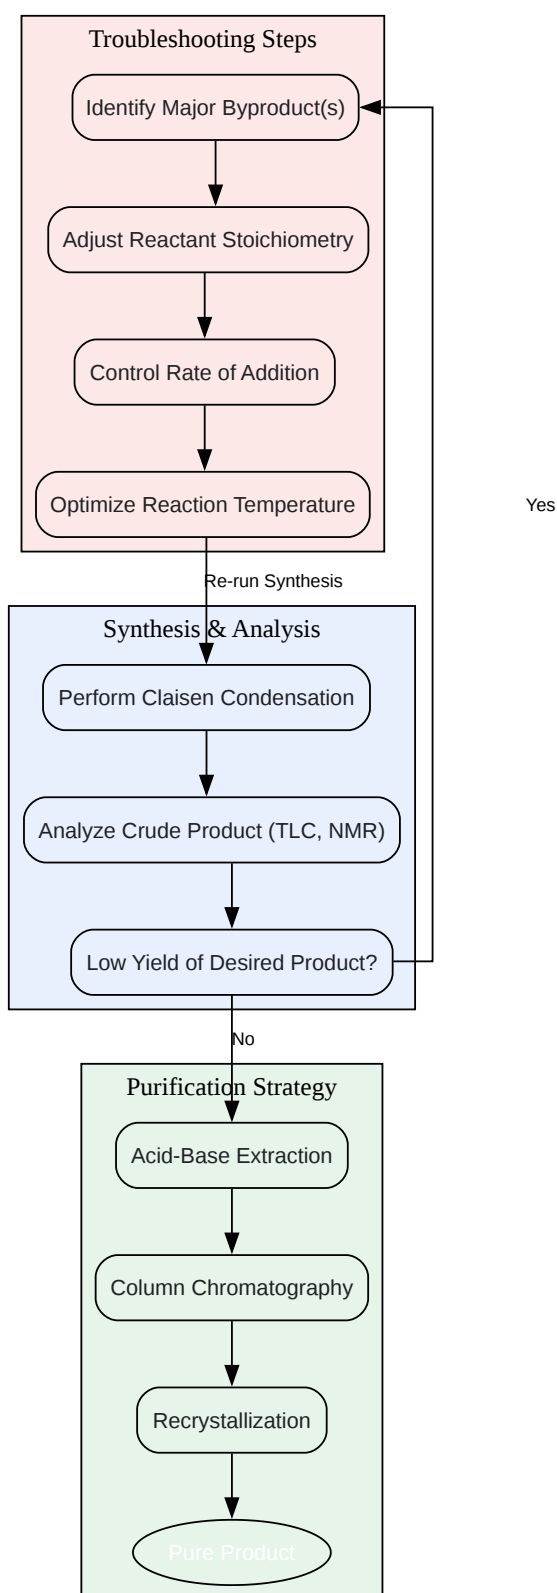 Troubleshooting Steps
Identify Major Byproduct(s)
Adjust Reactant Stoichiometry
Control Rate of Addition
Optimize Reaction Temperature
Yes
Re-run Synthesis
Synthesis & Analysis
Perform Claisen Condensation
Analyze Crude Product (TLC, NMR)
Low Yield of Desired Product?
No
Purification Strategy
Acid-Base Extraction
Column Chromatography
Recrystallization
Pure Product